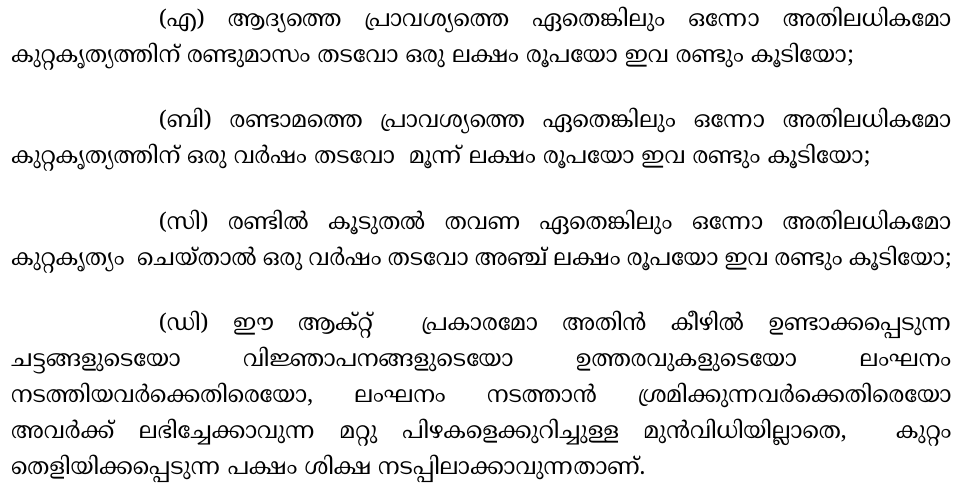 (എ) ആദ്യത്തെ പ്രാവശ്യത്തെ ഏതെങ്കിലും ഒന്നോ അതിലധികമോ
കുറ്റകൃത്യത്തിന് രണ്ടുമാസം തടവോ ഒരു ലക്ഷം രൂപയോ ഇവ രണ്ടും കൂടിയോ;
(ബി) രണ്ടാമത്തെ പ്രാവശ്യത്തെ ഏതെങ്കിലും ഒന്നോ അതിലധികമോ
കുറ്റകൃത്യത്തിന് ഒരു വർഷം തടവോ മൂന്ന് ലക്ഷം രൂപയോ ഇവ രണ്ടും കൂടിയോ;
(സി) രണ്ടിൽ കൂടുതൽ തവണ ഏതെങ്കിലും ഒന്നോ അതിലധികമോ
കുറ്റകൃത്യം ചെയ്താൽ ഒരു വർഷം തടവോ അഞ്ച് ലക്ഷം രൂപയോ ഇവ രണ്ടും കൂടിയോ;
(ഡി) ഈ ആക്റ്റ് പ്രകാരമോ അതിൻ കീഴിൽ ഉണ്ടാക്കപ്പെടുന്ന
ചട്ടങ്ങളുടെയോ വിജ്ഞാപനങ്ങളുടെയോ ഉത്തരവുകളുടെയോ ലംഘനം
നടത്തിയവർക്കെതിരെയോ, ലംഘനം നടത്താൻ ശ്രമിക്കുന്നവർക്കെതിരെയോ
അവർക്ക് ലഭിച്ചേക്കാവുന്ന മറ്റു പിഴകളെക്കുറിച്ചുള്ള മുൻവിധിയില്ലാതെ, കുറ്റം
തെളിയിക്കപ്പെടുന്ന പക്ഷം ശിക്ഷ നടപ്പിലാക്കാവുന്നതാണ്.